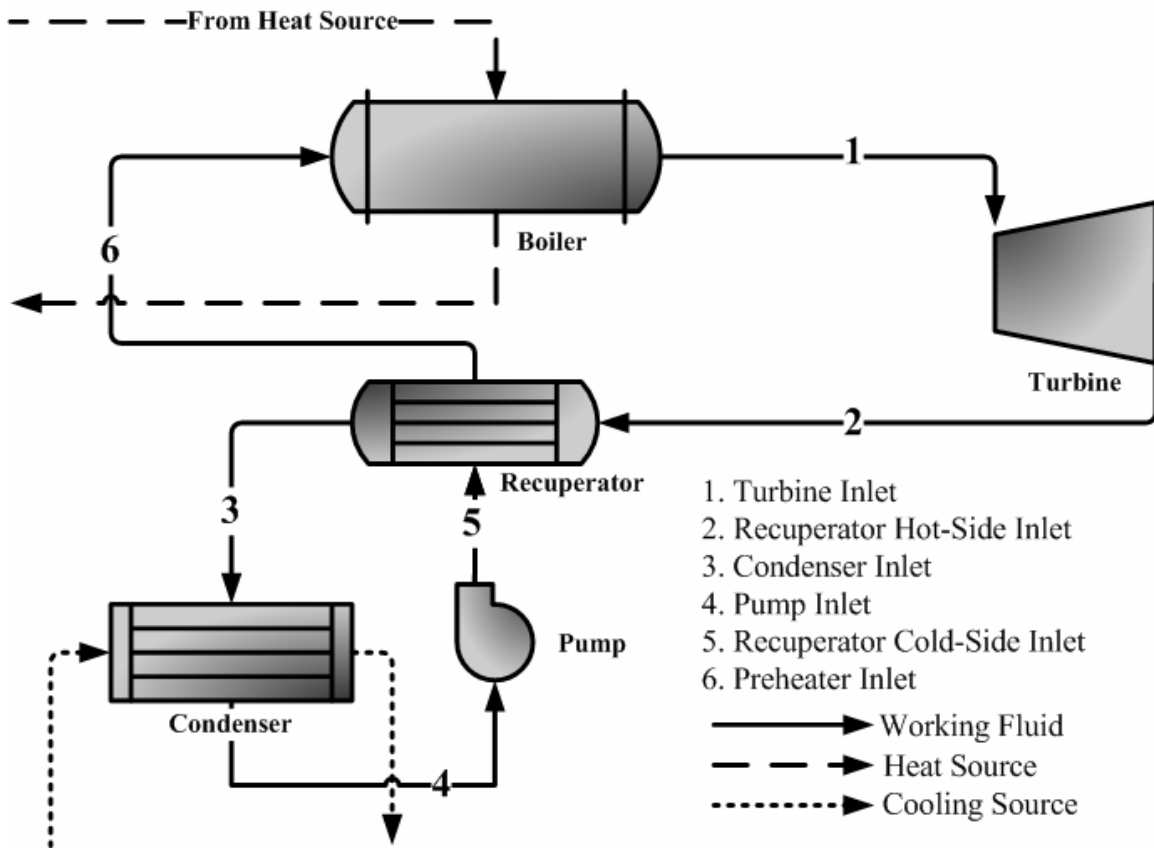 From Heat Source
1
Boiler
6
Turbine
2
Recuperator
3
5
1. Turbine Inlet
2. Recuperator Hot-Side Inlet
3. Condenser Inlet
4. Pump Inlet
5. Recuperator Cold-Side Inlet
6. Preheater Inlet
Pump
Condenser
4
Working Fluid
Heat Source
Cooling Source